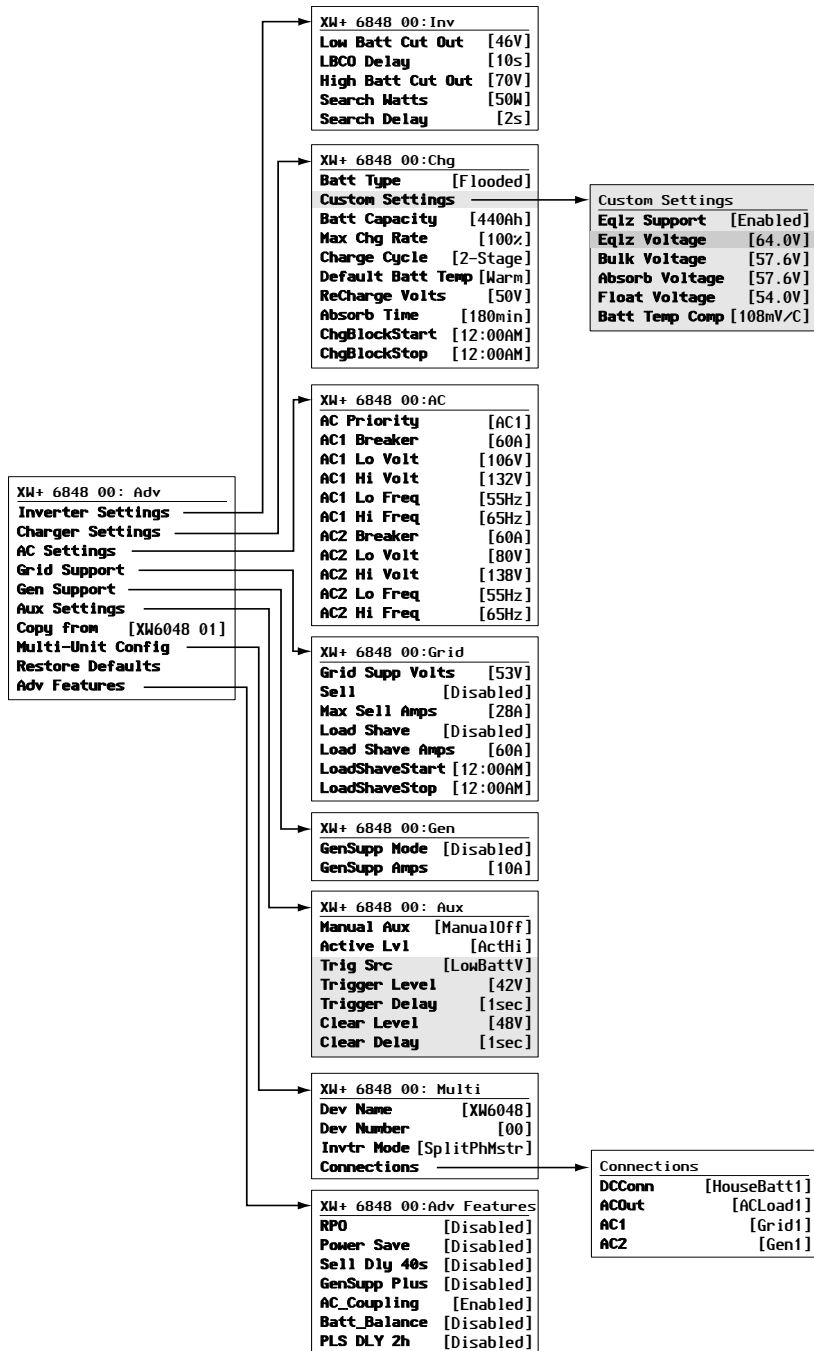 XW+ 6848 00:Inv
Low Batt Cut Out [46V]
LBCO Delay [10s]
High Batt Cut Out [70V]
Search Watts [50W]
Search Delay [2s]
XW+ 6848 00:Chg
Batt Type [Flooded]
Custom Settings
Batt Capacity [440Ah]
Max Chg Rate [100%]
Charge Cycle [2-Stage]
Default Batt Temp [Warm]
ReCharge Volts [50V]
Absorb Time [180min]
ChgBlockStart [12:00AM]
ChgBlockStop [12:00AM]
Custom Settings
Eqlz Support [Enabled]
Eqlz Voltage [64.0V]
Bulk Voltage [57.6V]
Absorb Voltage [57.6V]
Float Voltage [54.0V]
Batt Temp Comp [108mV/C]
XW+ 6848 00:AC
AC Priority [AC1]
AC1 Breaker [60A]
AC1 Lo Volt [106V]
AC1 Hi Volt [132V]
AC1 Lo Freq [55Hz]
AC1 Hi Freq [65Hz]
AC2 Breaker [60A]
AC2 Lo Volt [80V]
AC2 Hi Volt [138V]
AC2 Lo Freq [55Hz]
AC2 Hi Freq [65Hz]
XW+ 6848 00: Adv
Inverter Settings
Charger Settings
AC Settings
Grid Support
Gen Support
Aux Settings
Copy from [XW6048 01]
Multi-Unit Config
Restore Defaults
Adv Features
XW+ 6848 00:Grid
Grid Supp Volts [53V]
Sell [Disabled]
Max Sell Amps [28A]
Load Shave [Disabled]
Load Shave Amps [60A]
LoadShaveStart [12:00AM]
LoadShaveStop [12:00AM]
XW+ 6848 00:Gen
GenSupp Mode [Disabled]
GenSupp Amps [10A]
XW+ 6848 00: Aux
Manual Aux [ManualOff]
Active Lvl [ActHi]
Trig Src [LowBattV]
Trigger Level [42V]
Trigger Delay [1sec]
Clear Level [48V]
Clear Delay [1sec]
XW+ 6848 00: Multi
Dev Name [XW6048]
Dev Number [00]
Invtr Mode [SplitPhMstr]
Connections
Connections
DCConn [HouseBatt1]
ACOut [ACLoad1]
AC1 [Grid1]
AC2 [Gen1]
XW+ 6848 00:Adv Features
RPO [Disabled]
Power Save [Disabled]
Sell Dly 40s [Disabled]
GenSupp Plus [Disabled]
AC_Coupling [Enabled]
Batt_Balance [Disabled]
PLS DLY 2h [Disabled]